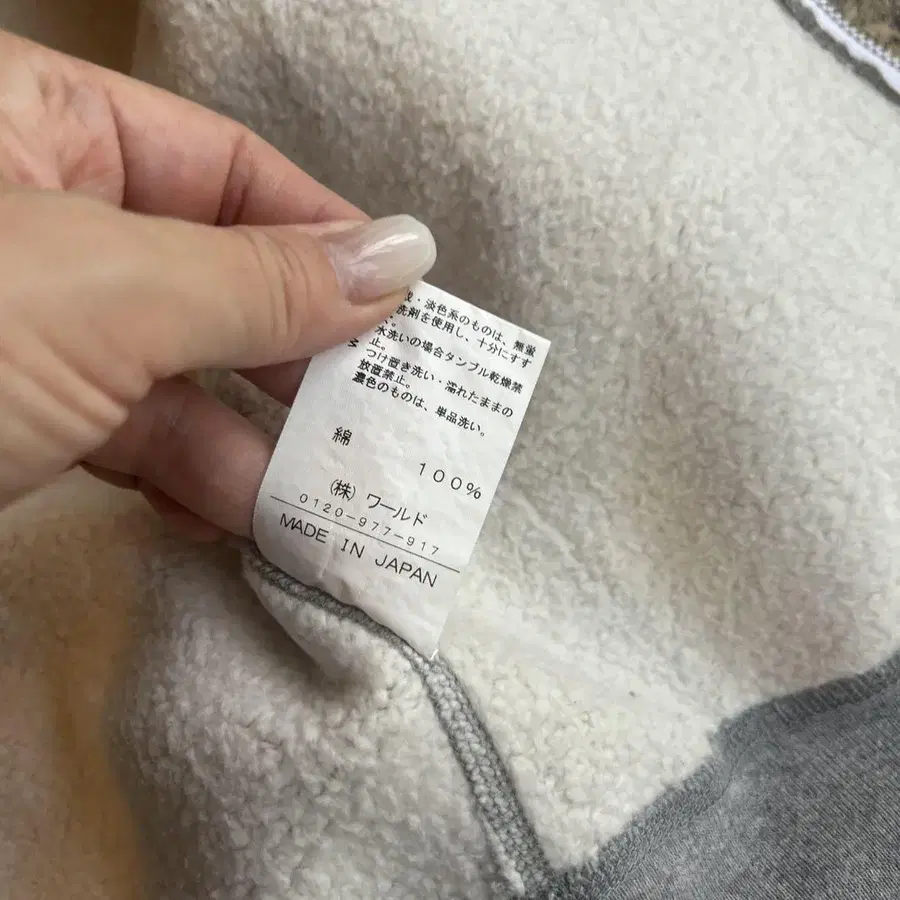 ・淡色系のものは、無蛍
洗剤を使用し、十分にすす
い。
水洗いの場合タンブル乾燥禁
止。
つけ置き洗い・濡れたままの
放置禁止。
濃色のものは、単品洗い。
M
綿
100%
(株)ワールド
0120-977-917
MADE IN JAPAN